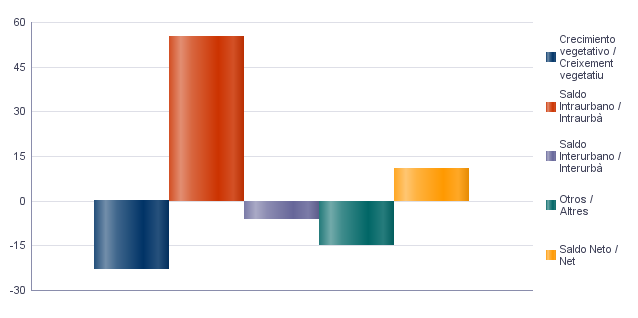 60
45
30
15
0
-15
-30
Crecimiento
vegetativo /
Creixement
vegetatiu
Saldo
Intraurbano /
Intraurbà
Saldo
Interurbano /
Interurbà
Otros /
Altres
Saldo Neto /
Net